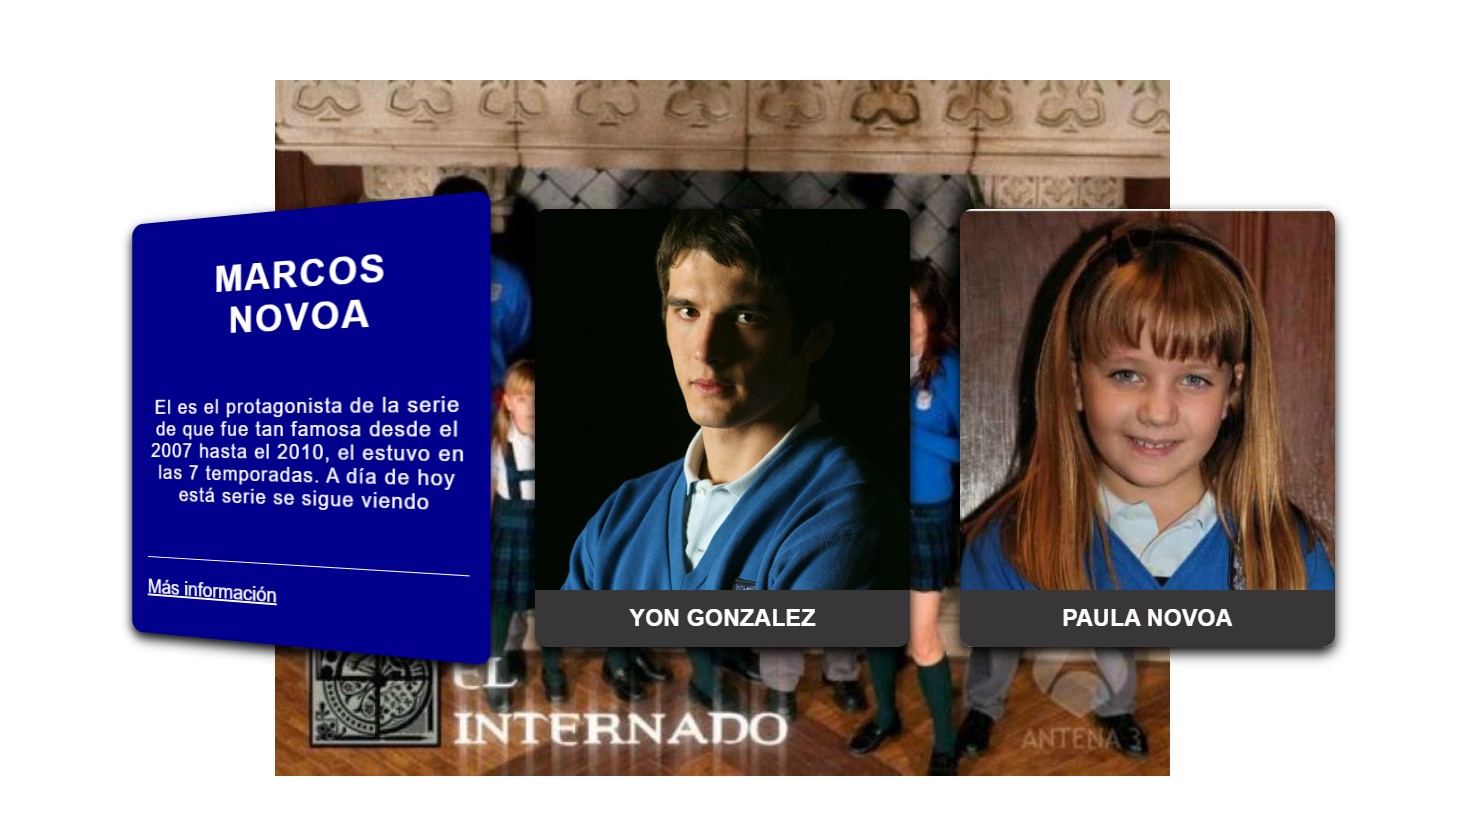 MARCOS
NOVOA
El es el protagonista de la serie
de que fue tan famosa desde el
2007 hasta el 2010, el estuvo en
las 7 temporadas. A día de hoy
está serie se sigue viendo
Más información
YON GONZALEZ
PAULA NOVOA
EL
INTERNADO
ANTENA 3